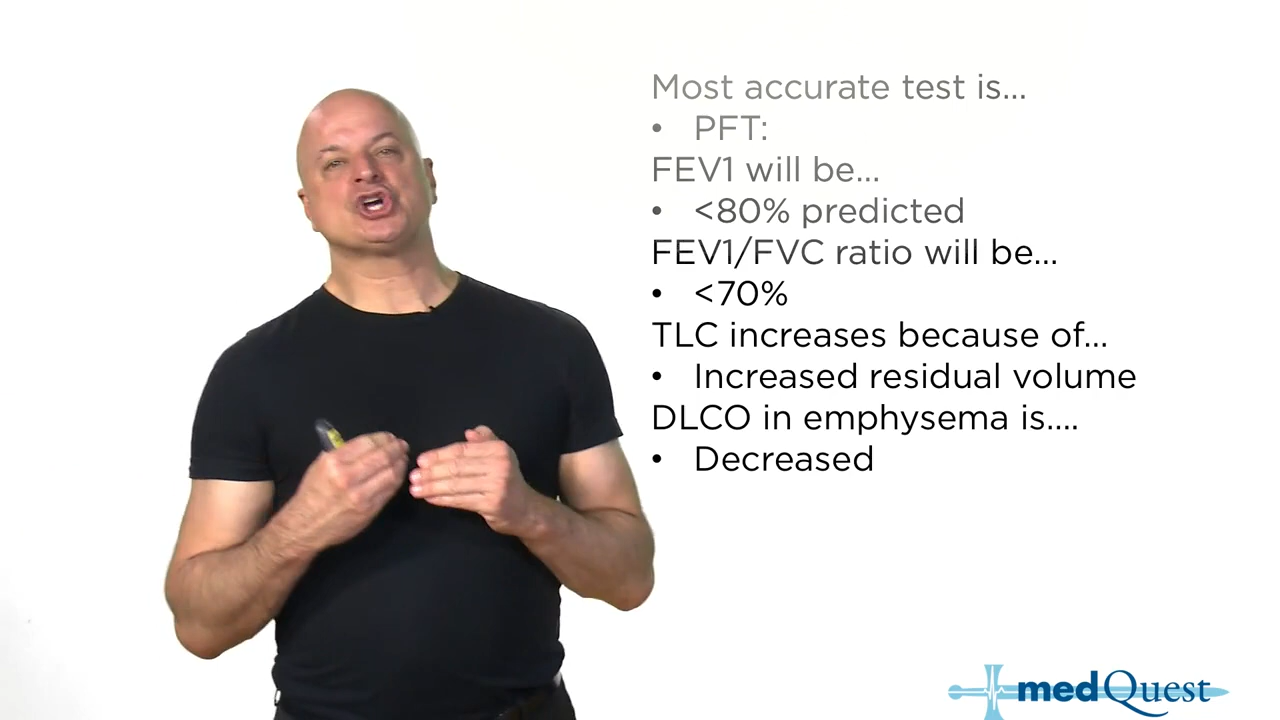 Most accurate test is...
• PFT:
FEV1 will be...
• <80% predicted
FEV1/FVC ratio will be...
• <70%
TLC increases because of...
• Increased residual volume
DLCO in emphysema is....
• Decreased
medQuest